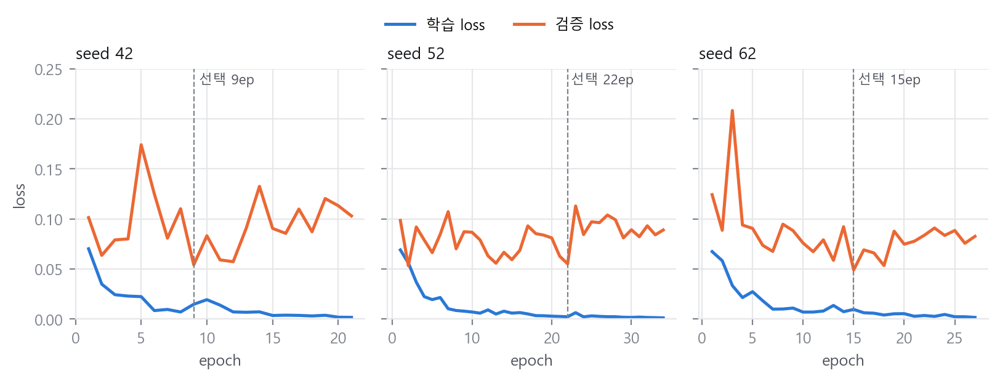 학습 loss
검증 loss
seed 42
seed 52
seed 62
0.25
0.20
0.15
0.10
0.05
0.00
loss
선택 9ep
선택 22ep
선택 15ep
0 5 10 15 20
0 10 20 30
0 5 10 15 20 25
epoch
epoch
epoch